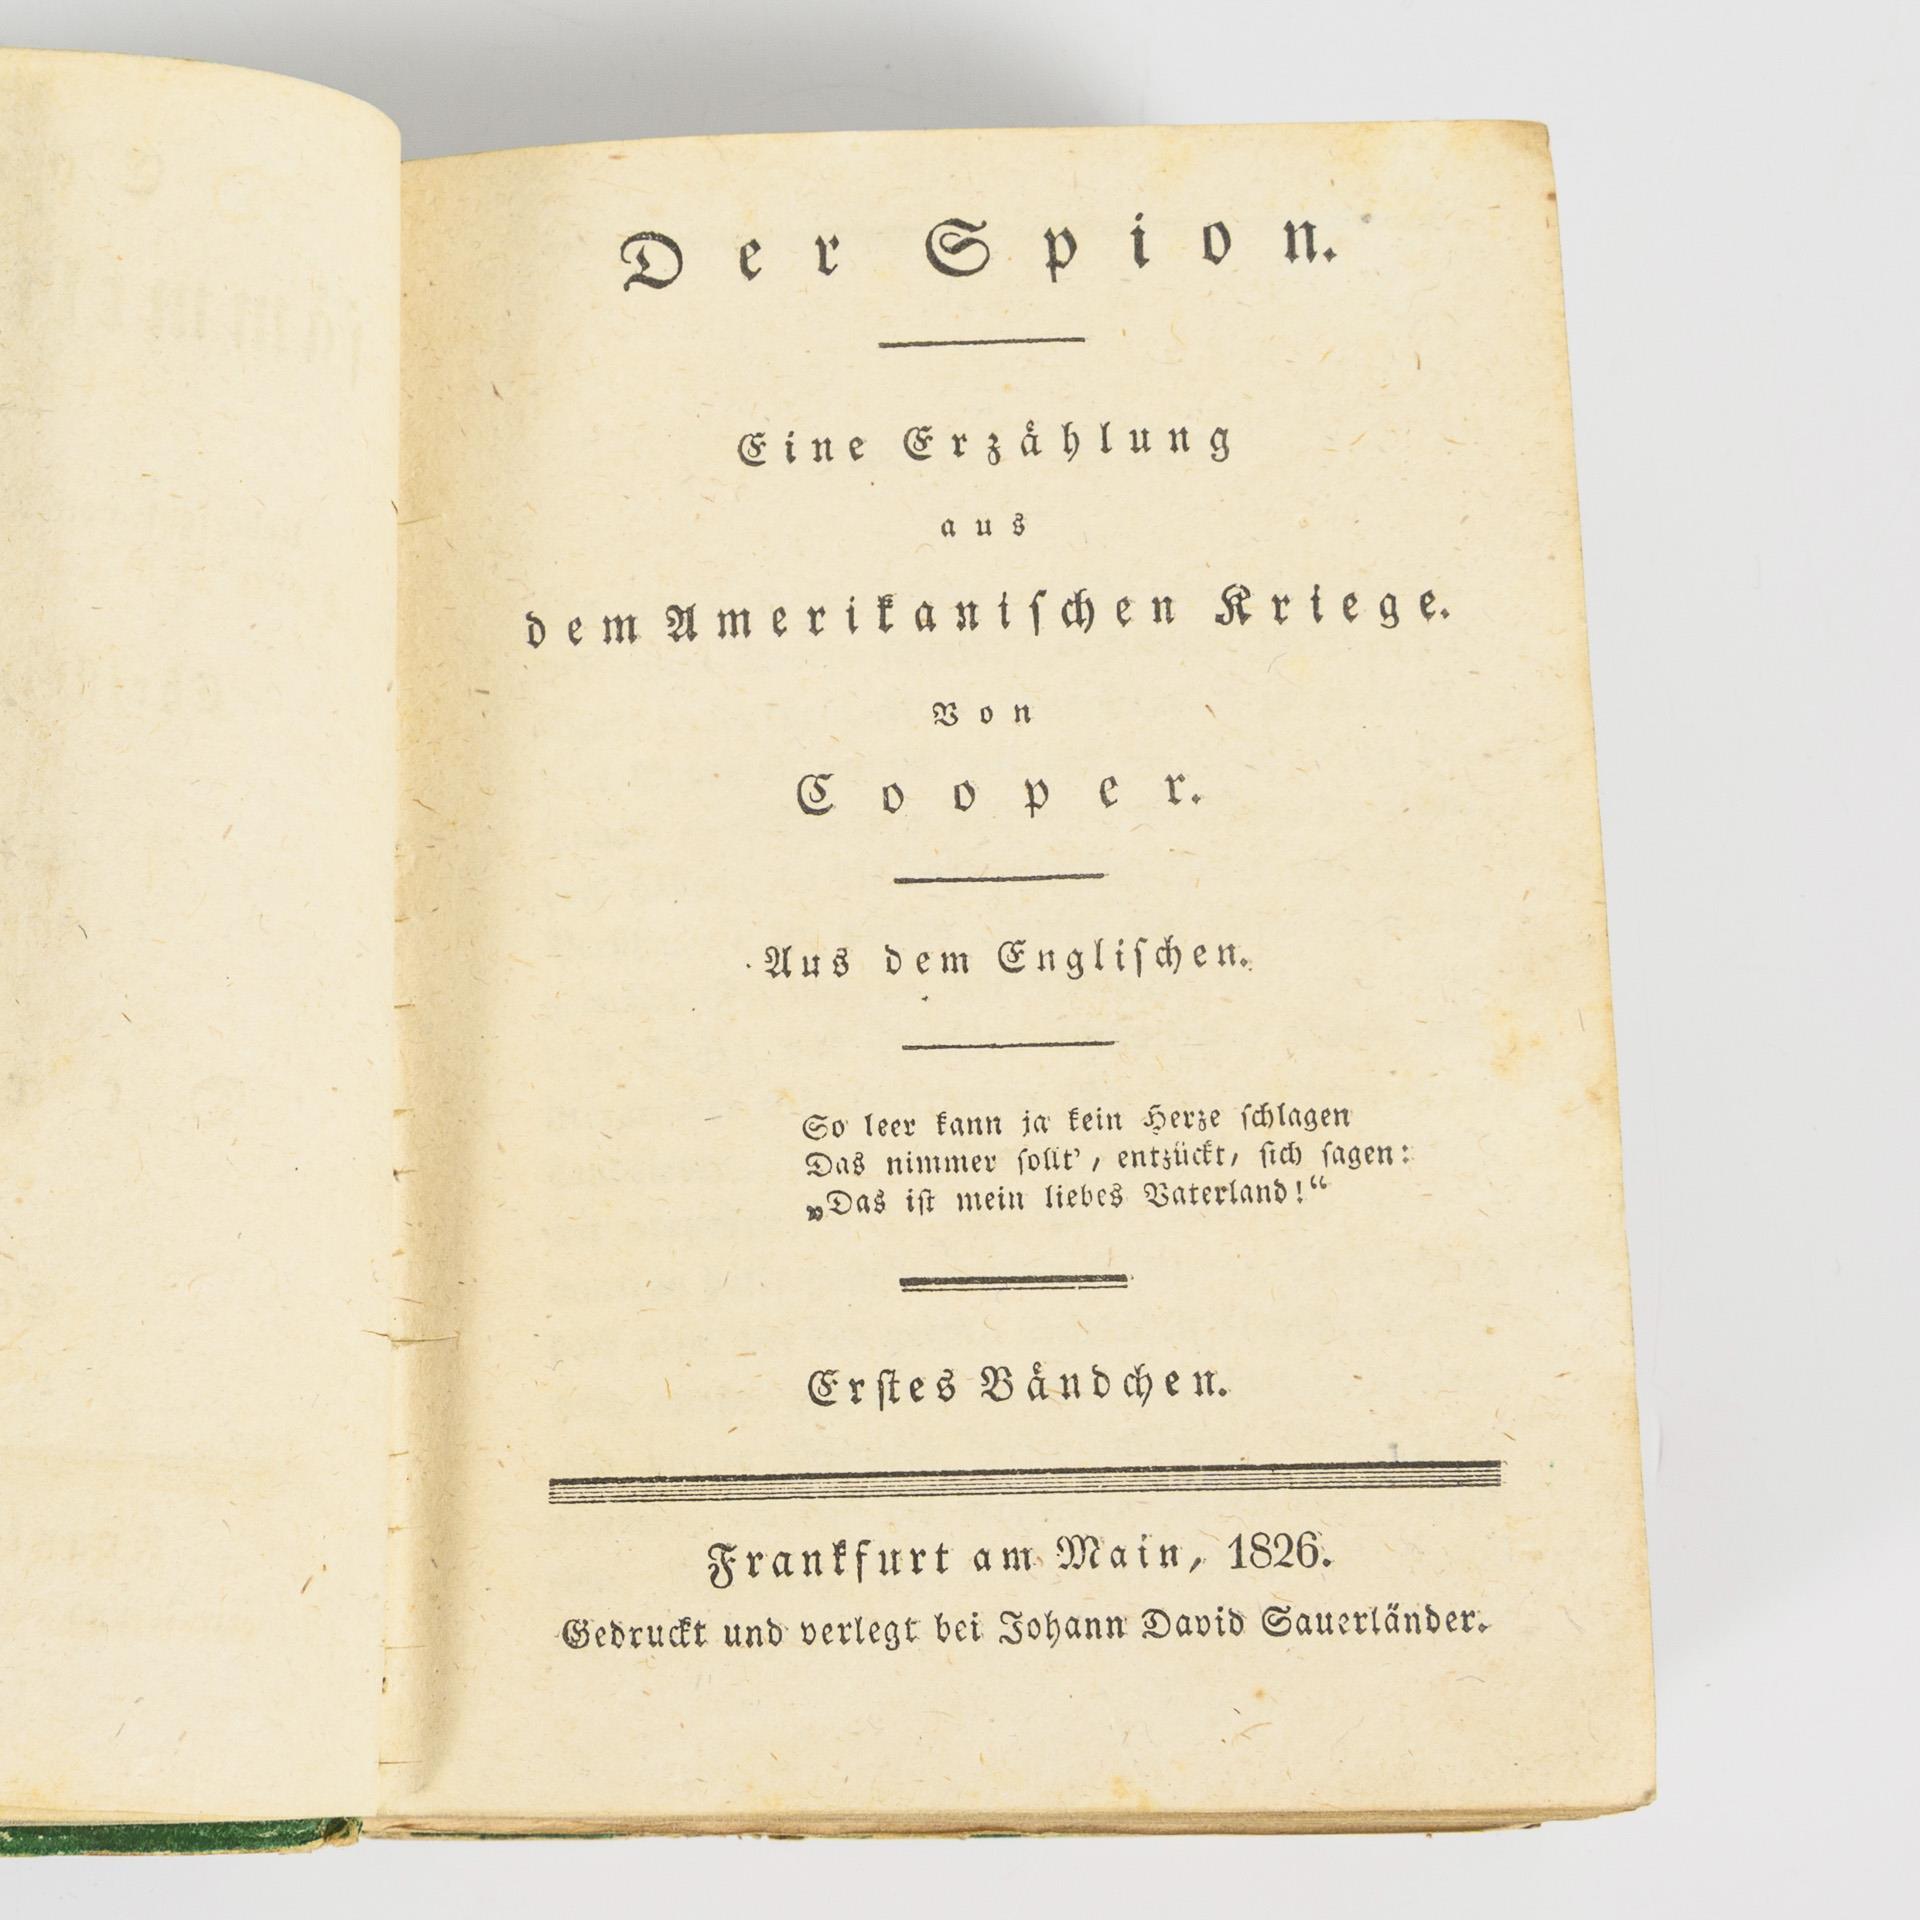 Der Spion.
Eine Erzählung
aus
dem Amerikaniſchen Kriege.
Von
Cooper.
Aus dem Engliſchen.
So leer kann ja kein Herze ſchlagen
Das nimmer ſollt', entzückt, ſich ſagen:
„Das iſt mein liebes Vaterland!“
Erſtes Bändchen.
Frankfurt am Main, 1826.
Gedruckt und verlegt bei Johann David Sauerländer.